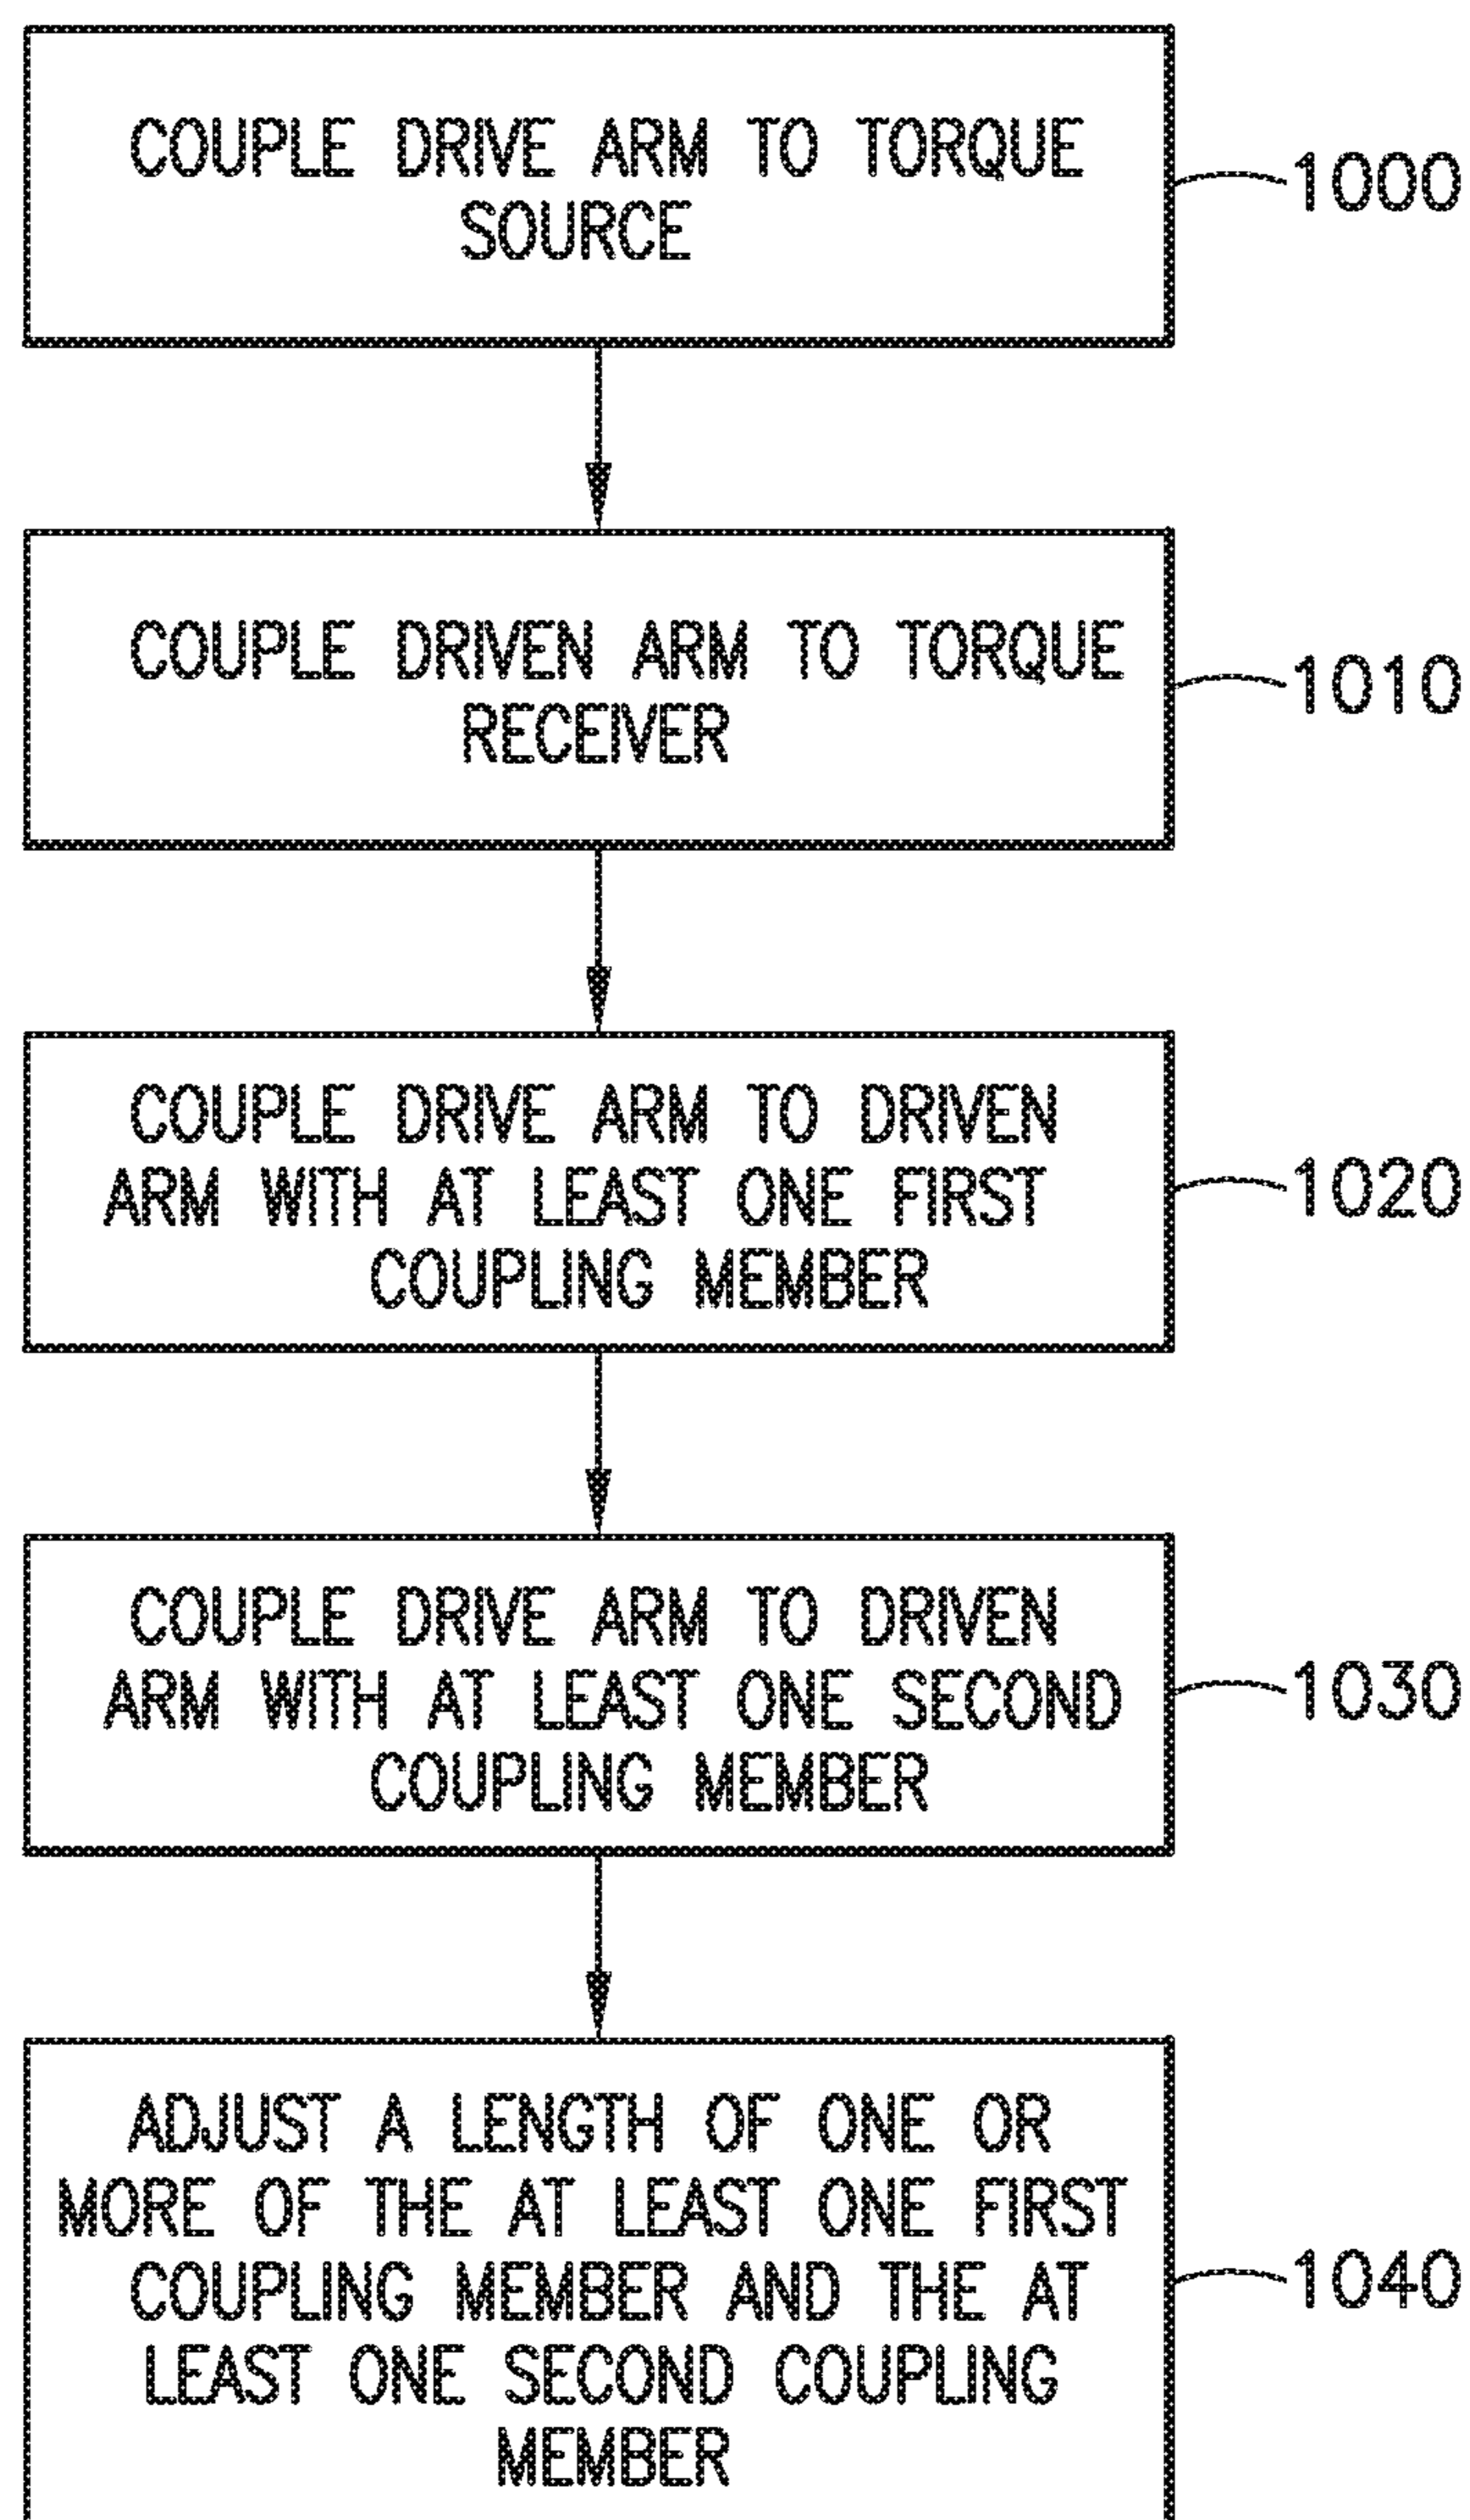 COUPLE DRIVE ARM TO TORQUE
SOURCE
1000
COUPLE DRIVEN ARM TO TORQUE
RECEIVER
1010
COUPLE DRIVE ARM TO DRIVEN
ARM WITH AT LEAST ONE FIRST
COUPLING MEMBER
1020
COUPLE DRIVE ARM TO DRIVEN
ARM WITH AT LEAST ONE SECOND
COUPLING MEMBER
1030
ADJUST A LENGTH OF ONE OR
MORE OF THE AT LEAST ONE FIRST
COUPLING MEMBER AND THE AT
LEAST ONE SECOND COUPLING
MEMBER
1040